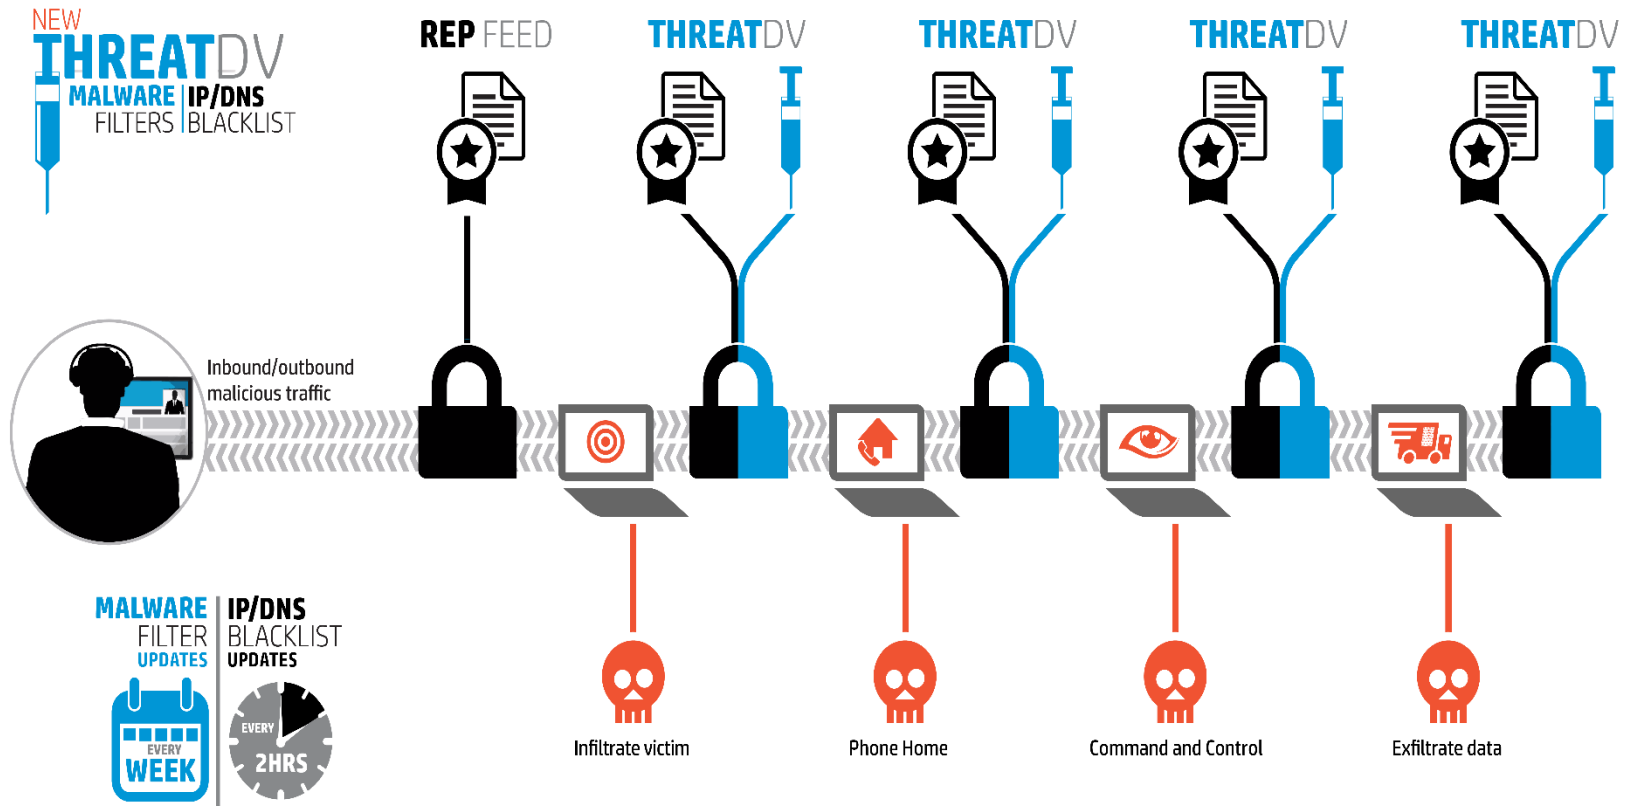 NEW
THREATDV
MALWARE | IP/DNS
FILTERS | BLACKLIST
REP FEED
THREATDV
THREATDV
THREATDV
THREATDV
Inbound/outbound
malicious traffic
MALWARE
FILTER
UPDATES
EVERY
WEEK
IP/DNS
BLACKLIST
UPDATES
EVERY
2HRS
Infiltrate victim
Phone Home
Command and Control
Exfiltrate data